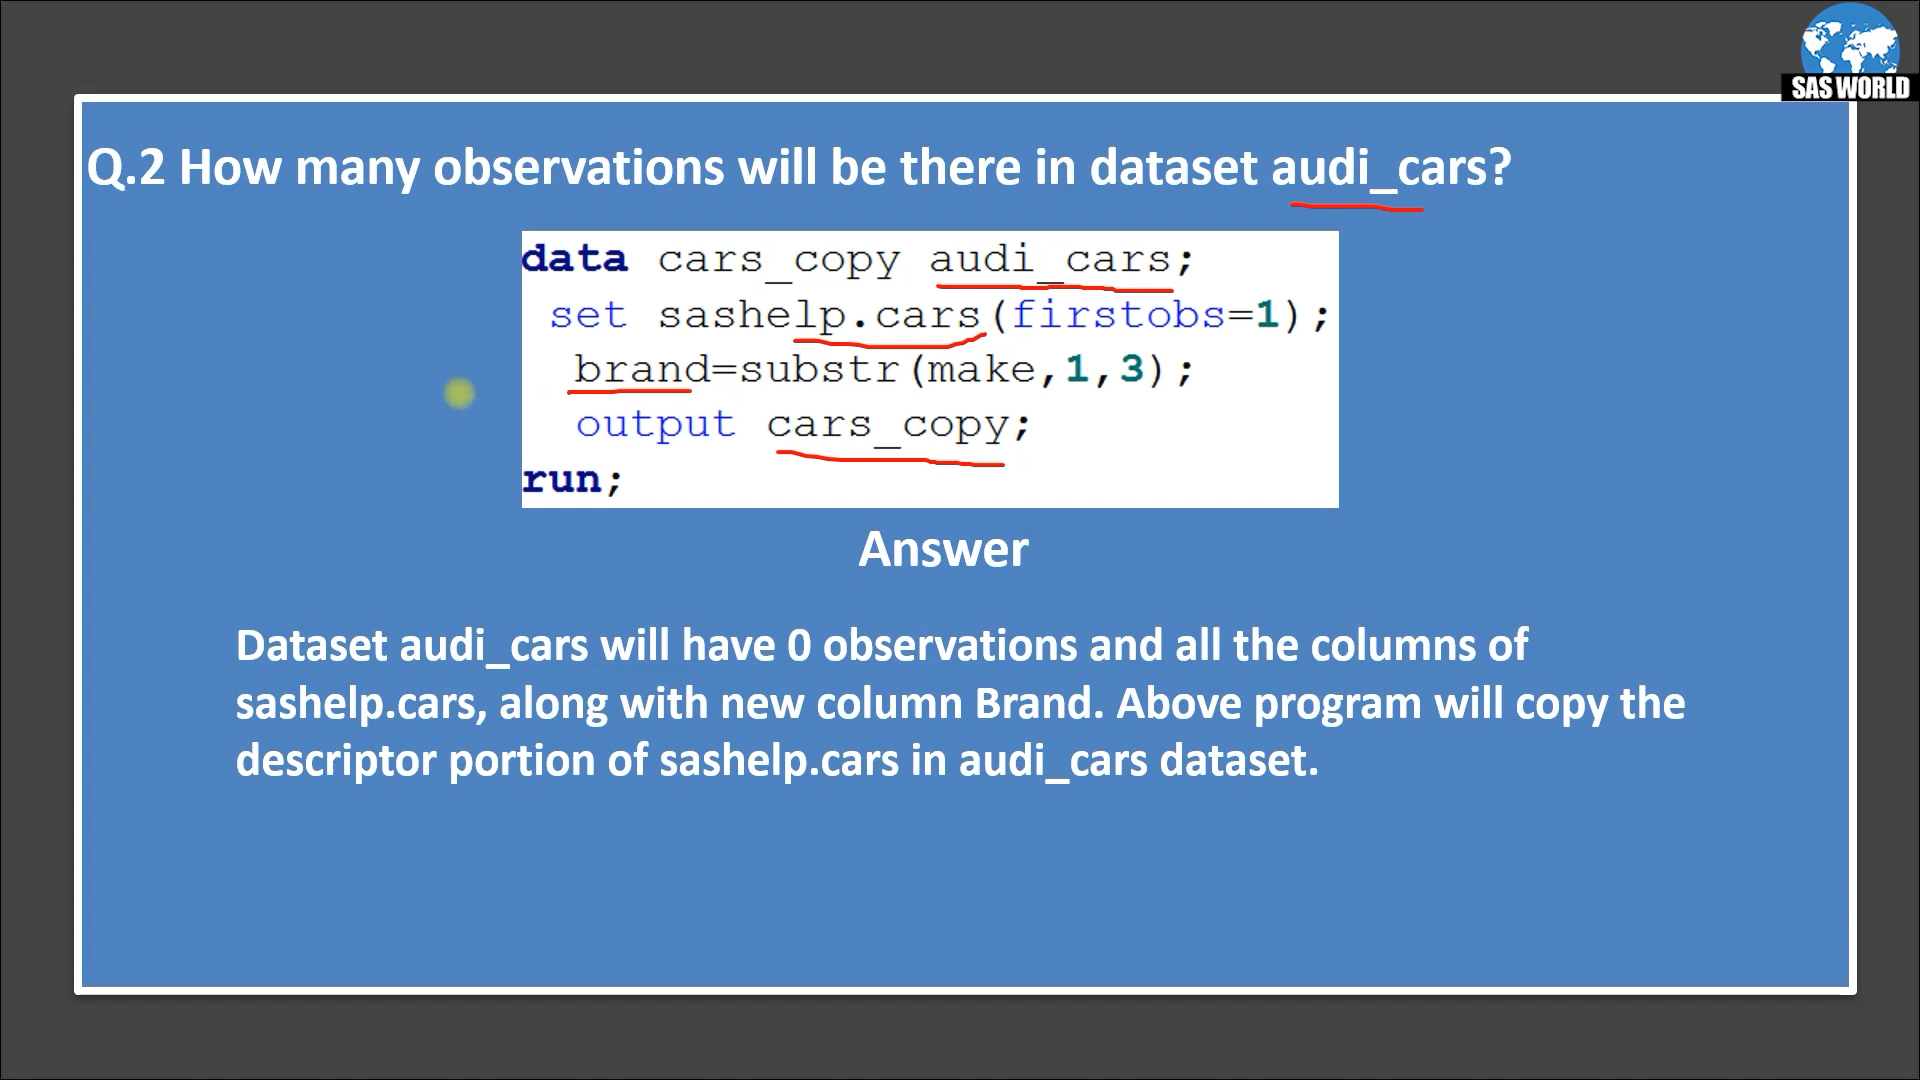 SAS WORLD
Q.2 How many observations will be there in dataset audi_cars?
data cars_copy audi_cars;
set sashelp.cars(firstobs=1);
brand=substr(make,1,3);
output cars_copy;
run;
Answer
Dataset audi_cars will have 0 observations and all the columns of
sashelp.cars, along with new column Brand. Above program will copy the
descriptor portion of sashelp.cars in audi_cars dataset.